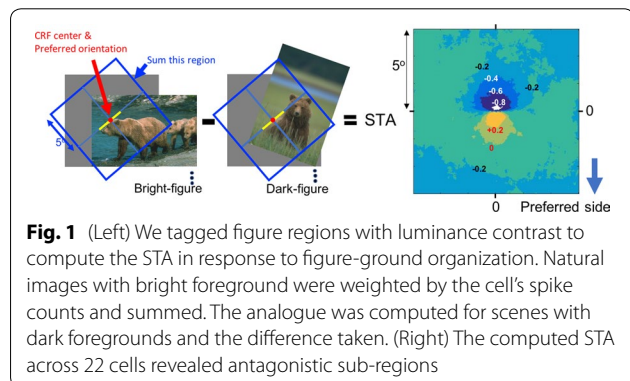 CRF center &
Preferred orientation
Sum this region
5°
Bright-figure
Dark-figure
= STA
5°
-0.2
-0.4
-0.2
-0.6
-0.8
0
+0.2
0
-0.2
0
Preferred side
Fig. 1 (Left) We tagged figure regions with luminance contrast to
compute the STA in response to figure-ground organization. Natural
images with bright foreground were weighted by the cell's spike
counts and summed. The analogue was computed for scenes with
dark foregrounds and the difference taken. (Right) The computed STA
across 22 cells revealed antagonistic sub-regions